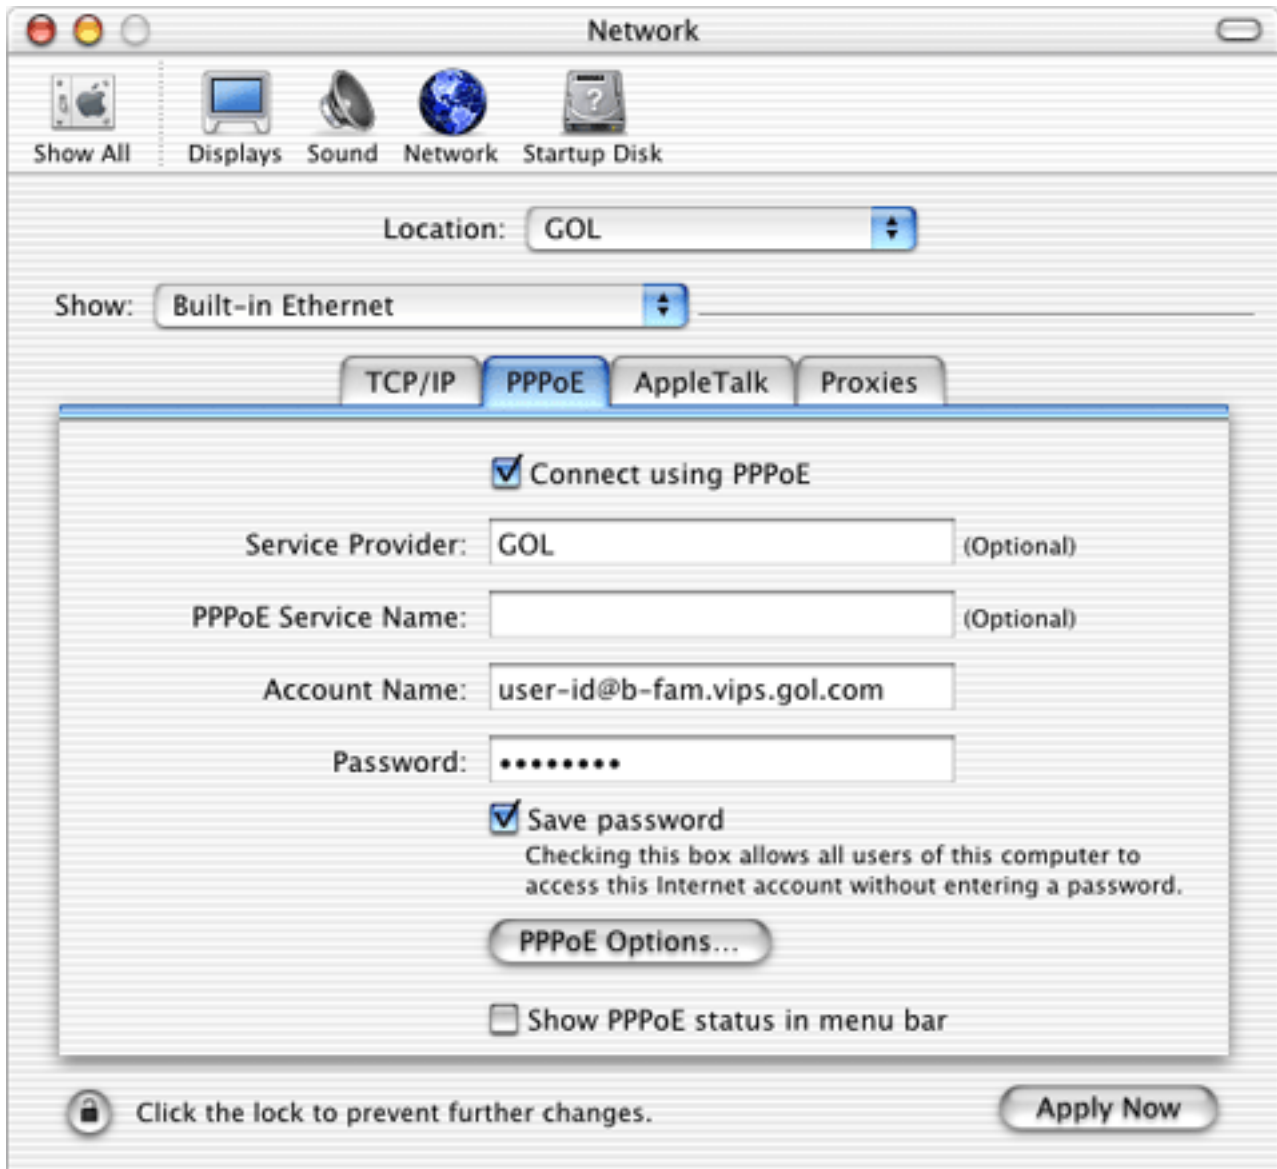 Network
Show All Displays Sound Network Startup Disk
Location: GOL
Show: Built-in Ethernet
TCP/IP PPPoE AppleTalk Proxies
Connect using PPPoE
Service Provider: GOL (Optional)
PPPoE Service Name: (Optional)
Account Name: user-id@b-fam.vips.gol.com
Password: ••••••••
Save password
Checking this box allows all users of this computer to
access this Internet account without entering a password.
PPPoE Options...
Show PPPoE status in menu bar
Click the lock to prevent further changes. Apply Now